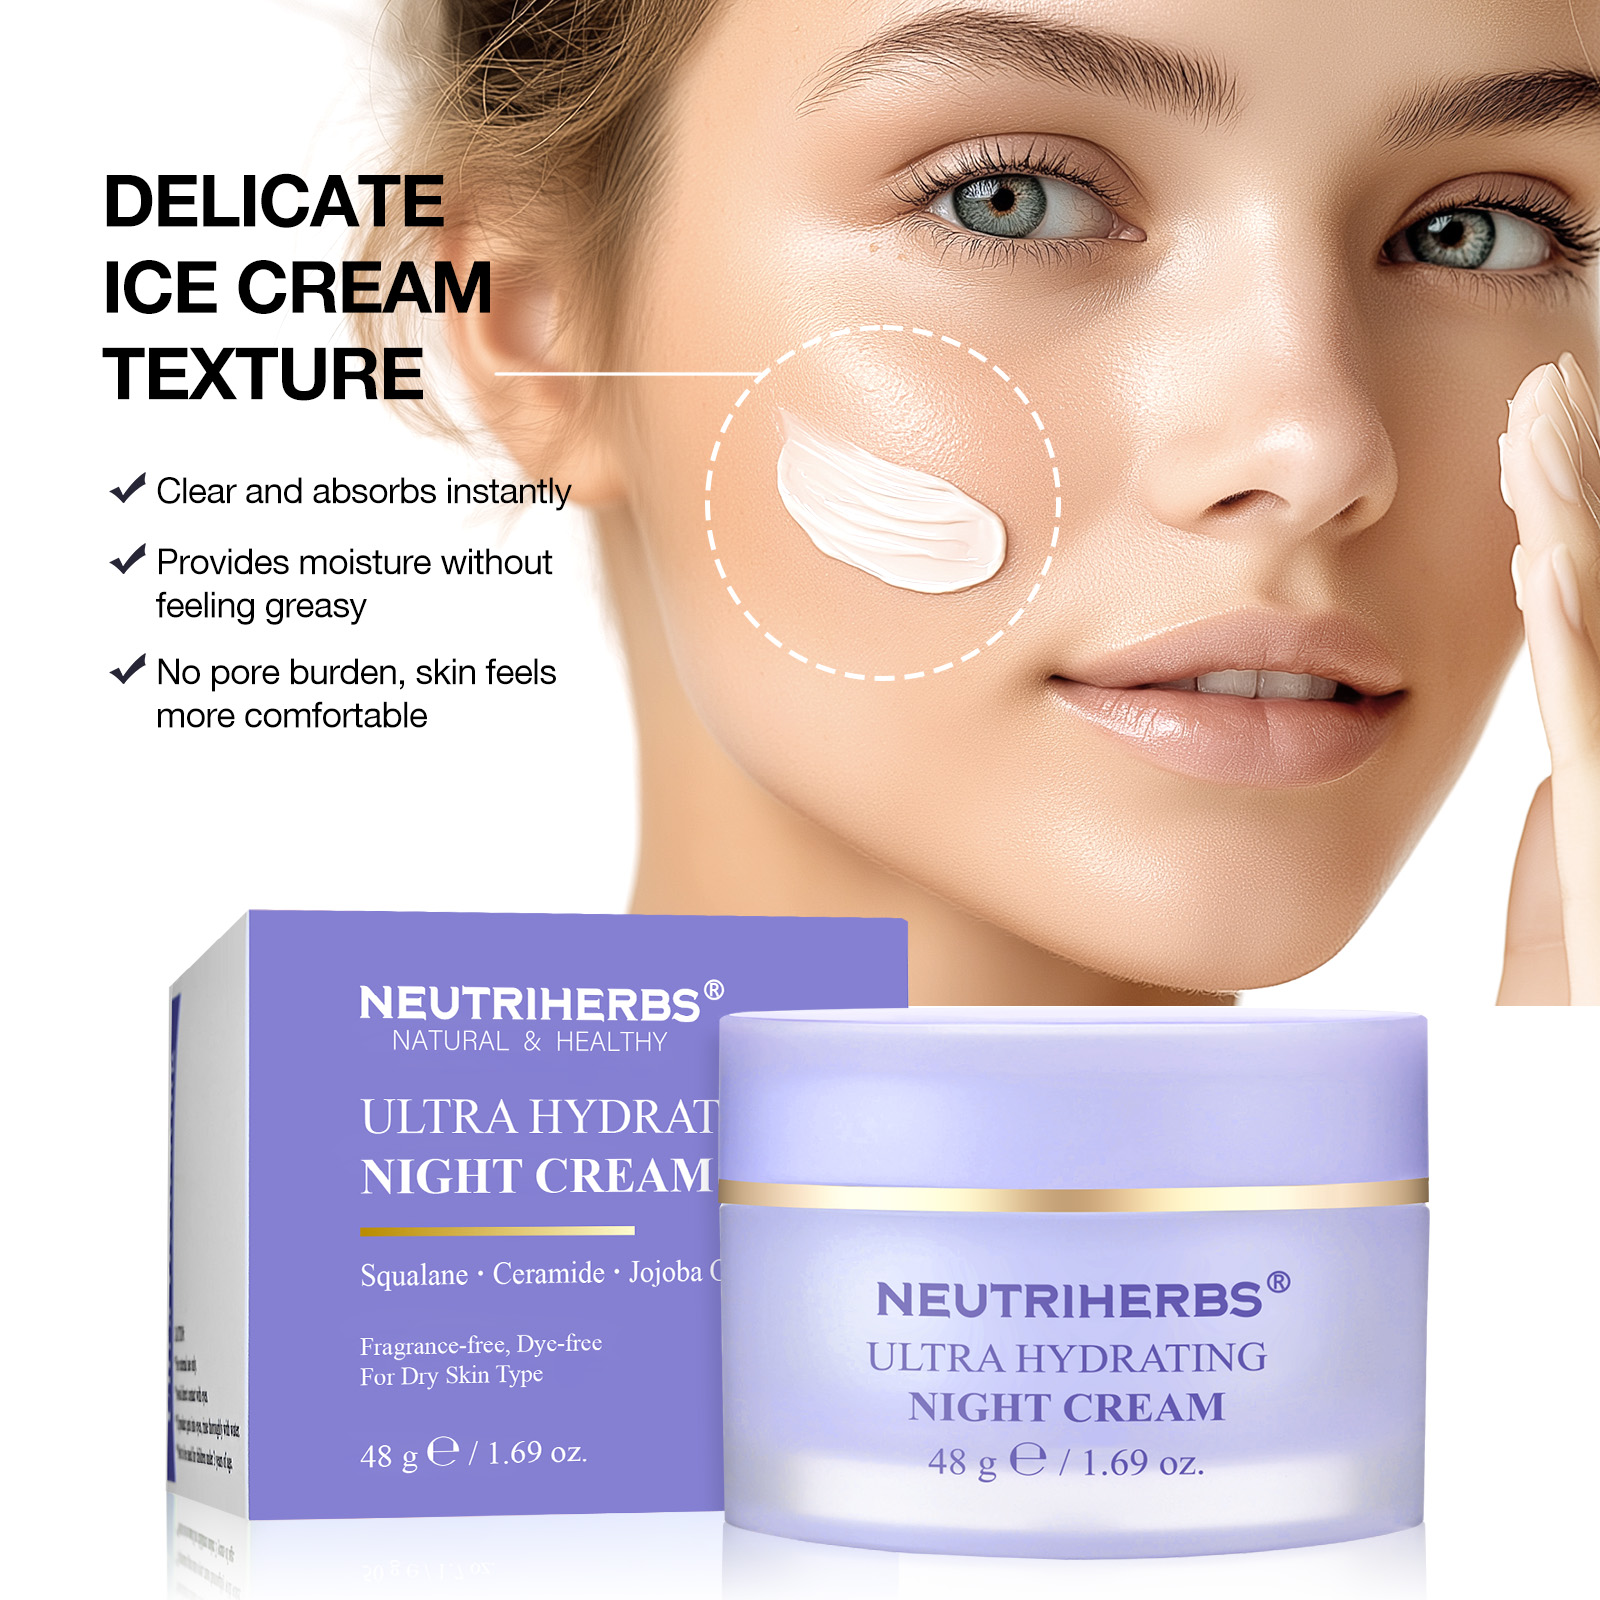 DELICATE
ICE CREAM
TEXTURE
Clear and absorbs instantly
Provides moisture without
feeling greasy
No pore burden, skin feels
more comfortable
NEUTRIHERBS®
NATURAL & HEALTHY
ULTRA HYDRAT
NIGHT CREAM
Squalane · Ceramide · Jojoba
Fragrance-free, Dye-free
For Dry Skin Type
48 g ℮ / 1.69 oz.
NEUTRIHERBS®
ULTRA HYDRATING
NIGHT CREAM
48 g ℮ / 1.69 oz.